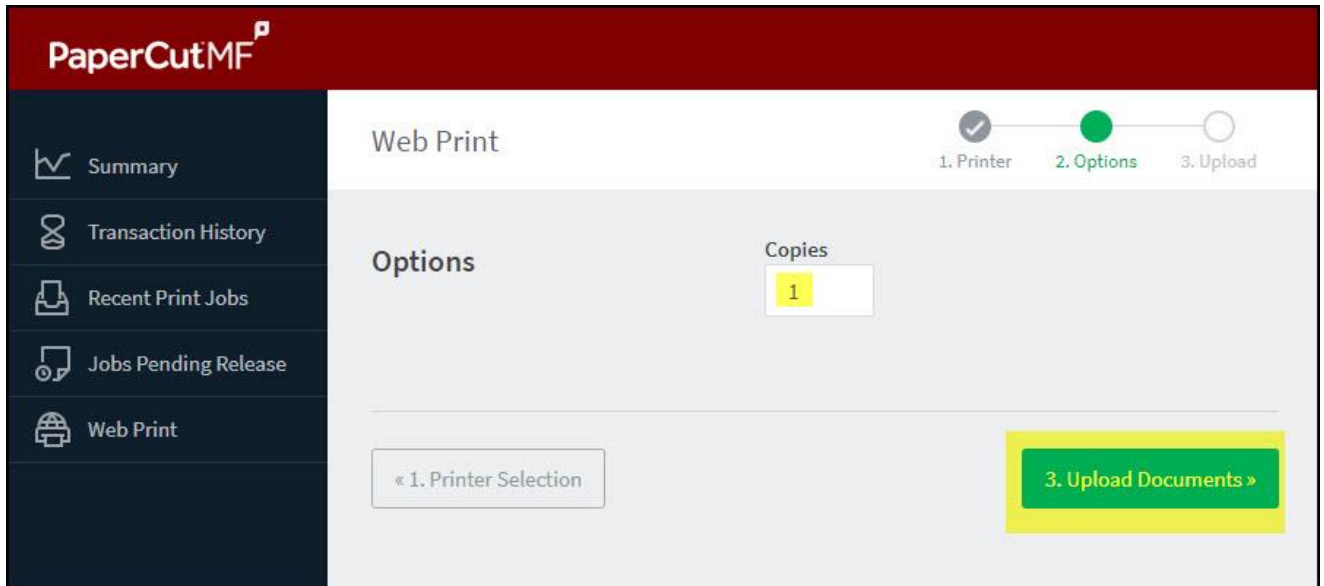 PaperCutMF
Summary
Transaction History
Recent Print Jobs
Jobs Pending Release
Web Print
Web Print
1. Printer
2. Options
3. Upload
Options
Copies
1
« 1. Printer Selection
3. Upload Documents »